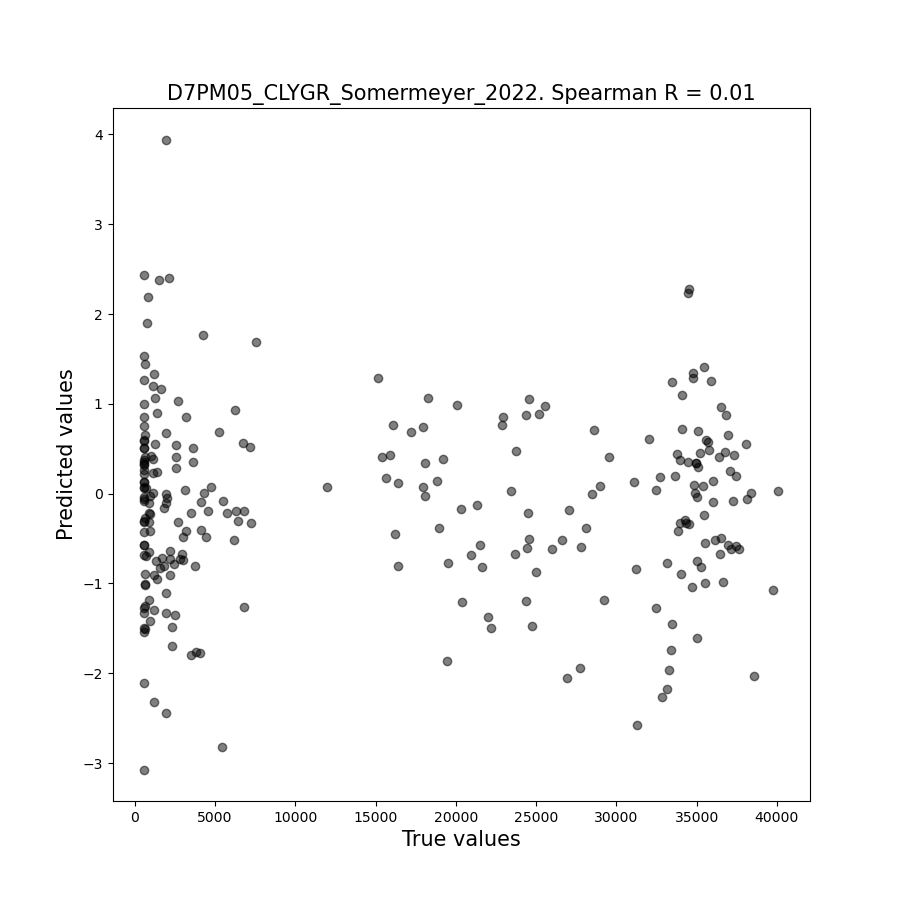 D7PM05_CLYGR_Somermeyer_2022. Spearman R = 0.01
4
3
2
1
0
−1
−2
−3
Predicted values
0 5000 10000 15000 20000 25000 30000 35000 40000
True values